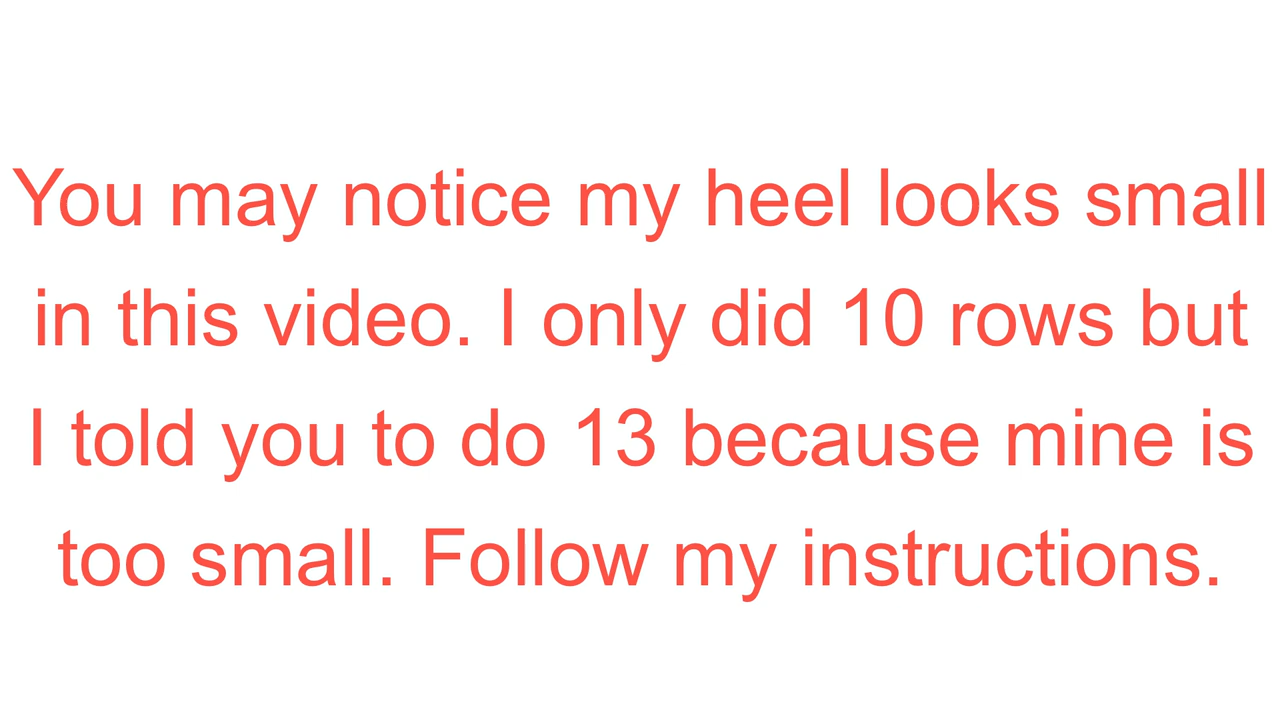 You may notice my heel looks small
in this video. I only did 10 rows but
I told you to do 13 because mine is
too small. Follow my instructions.